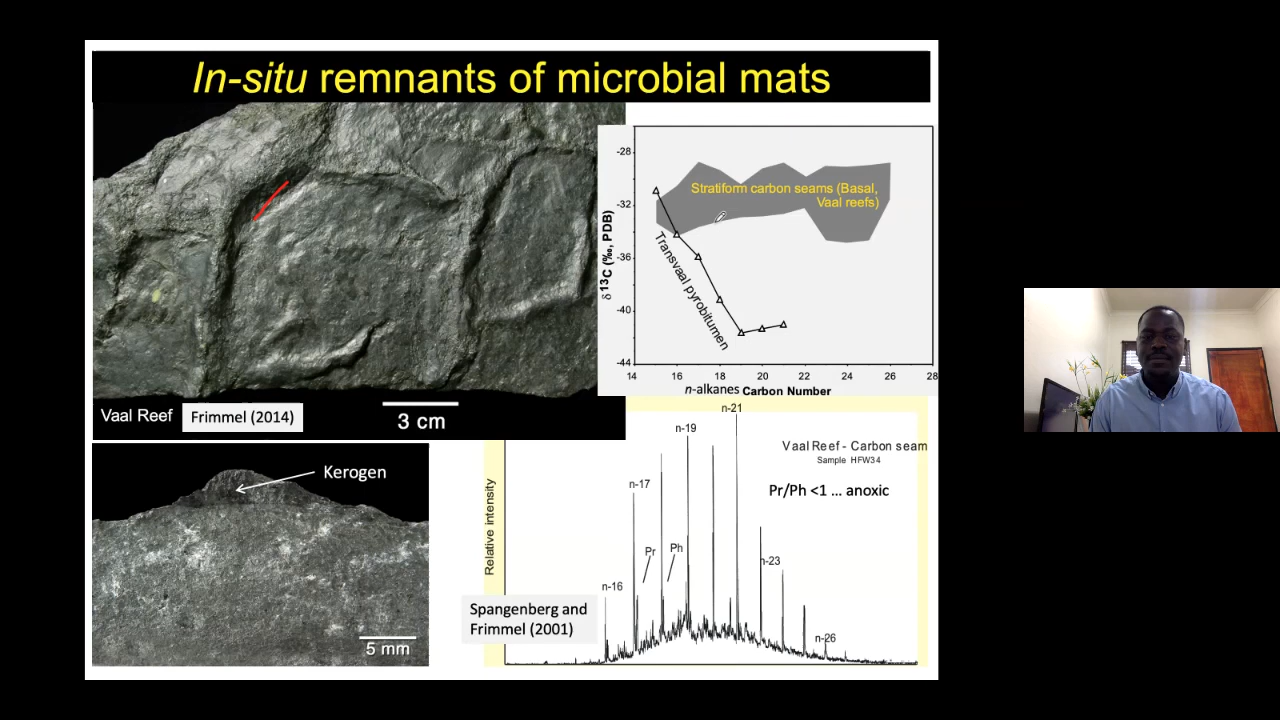 In-situ remnants of microbial mats
Vaal Reef
Frimmel (2014)
3 cm
Kerogen
5 mm
-28
-32
-36
-40
-44
δ 13C (‰, PDB)
Stratiform carbon seams (Basal,
Vaal reefs)
Transvaal pyrobitumen
14 16 18 20 22 24 26 28
n-alkanes Carbon Number
Relative intensity
n-16
n-17
n-19
n-21
n-23
n-26
Pr
Ph
Vaal Reef - Carbon seam
Sample HFW34
Pr/Ph <1 ... anoxic
Spangenberg and
Frimmel (2001)